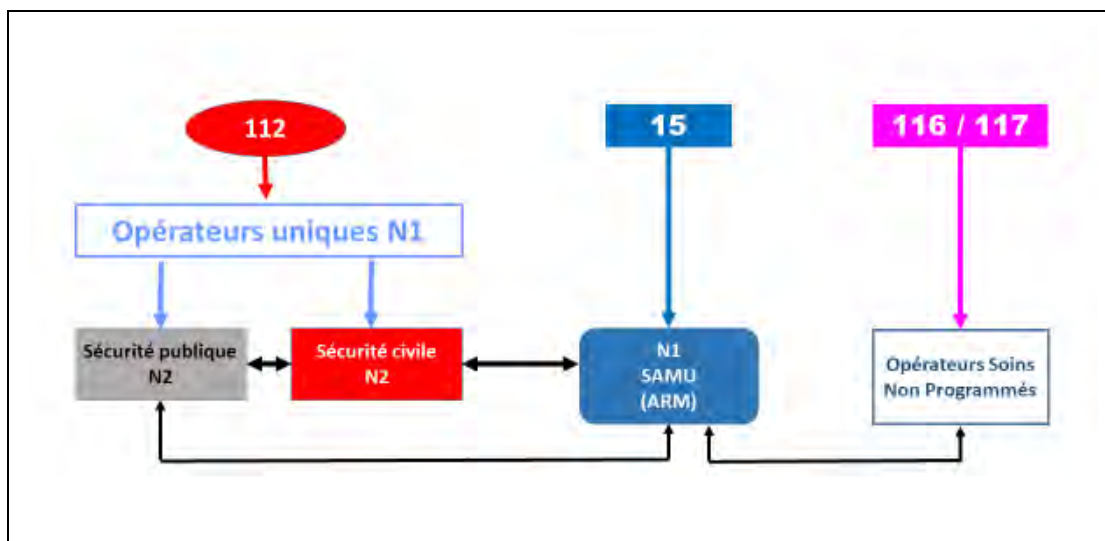 112
15
116 / 117
Opérateurs uniques N1
Sécurité publique
N2
Sécurité civile
N2
N1
SAMU
(ARM)
Opérateurs Soins
Non Programmés